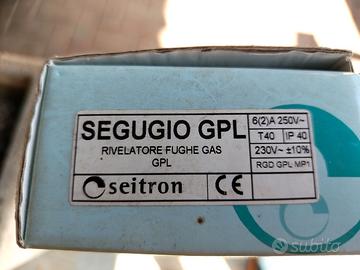 SEGUGIO GPL
RIVELATORE FUGHE GAS
GPL
6(2)A 250V~
T40 IP 40
230V~ ±10%
RGD GPL MP1
seitron
CE
subito